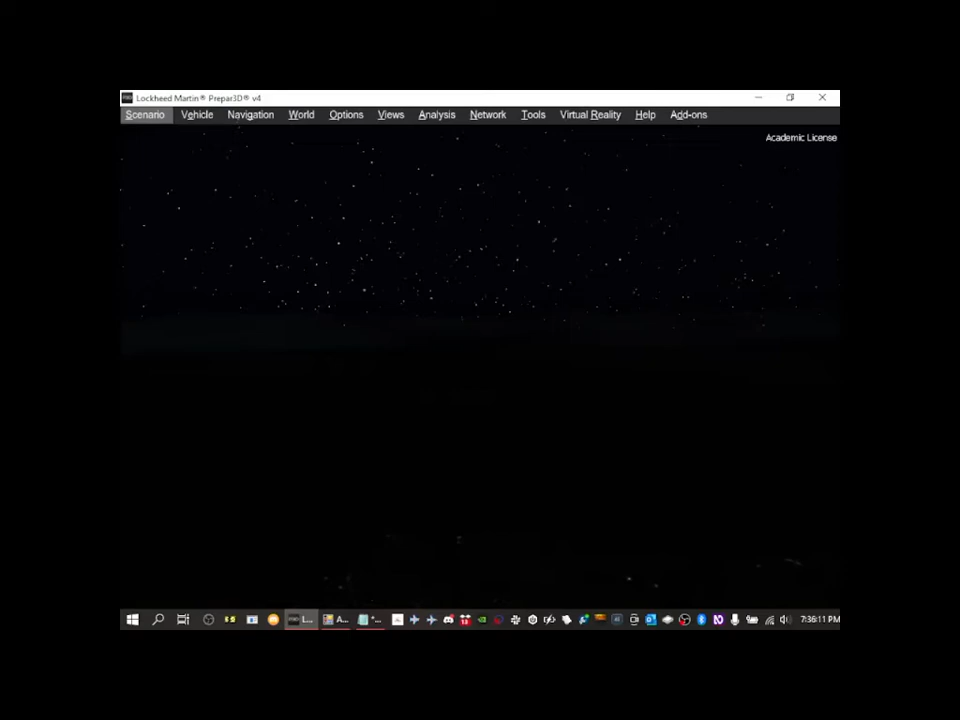 Lockheed Martin® Prepar3D® v4
Scenario Vehicle Navigation World Options Views Analysis Network Tools Virtual Reality Help Add-ons
Academic License
L... A... *... 7:36:11 PM